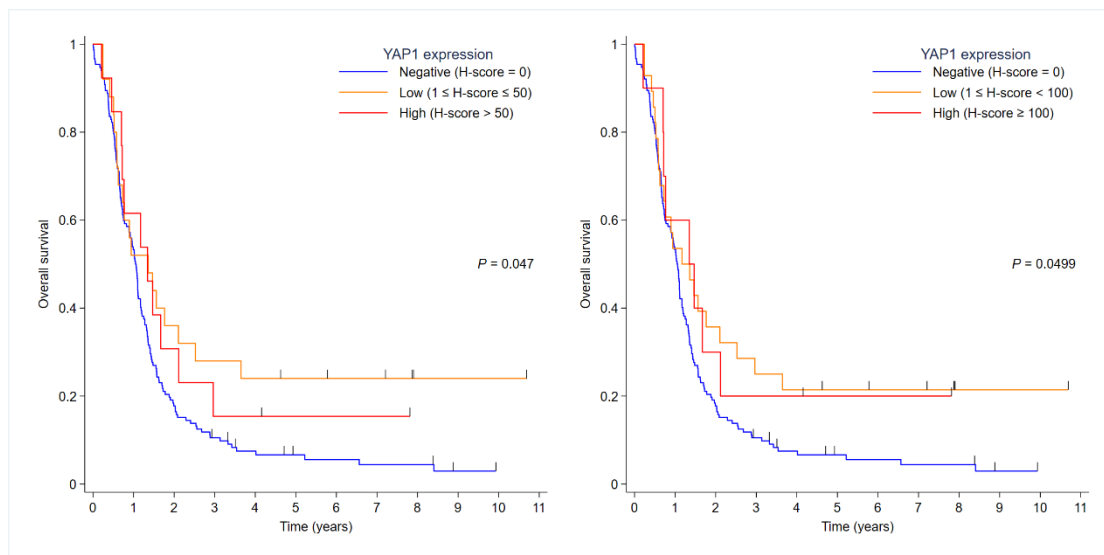 YAP1 expression
Negative (H-score = 0)
Low (1 ≤ H-score ≤ 50)
High (H-score > 50)
P = 0.047
Overall survival
1
0.8
0.6
0.4
0.2
0
0 1 2 3 4 5 6 7 8 9 10 11
Time (years)
YAP1 expression
Negative (H-score = 0)
Low (1 ≤ H-score < 100)
High (H-score ≥ 100)
P = 0.0499
Overall survival
1
0.8
0.6
0.4
0.2
0
0 1 2 3 4 5 6 7 8 9 10 11
Time (years)